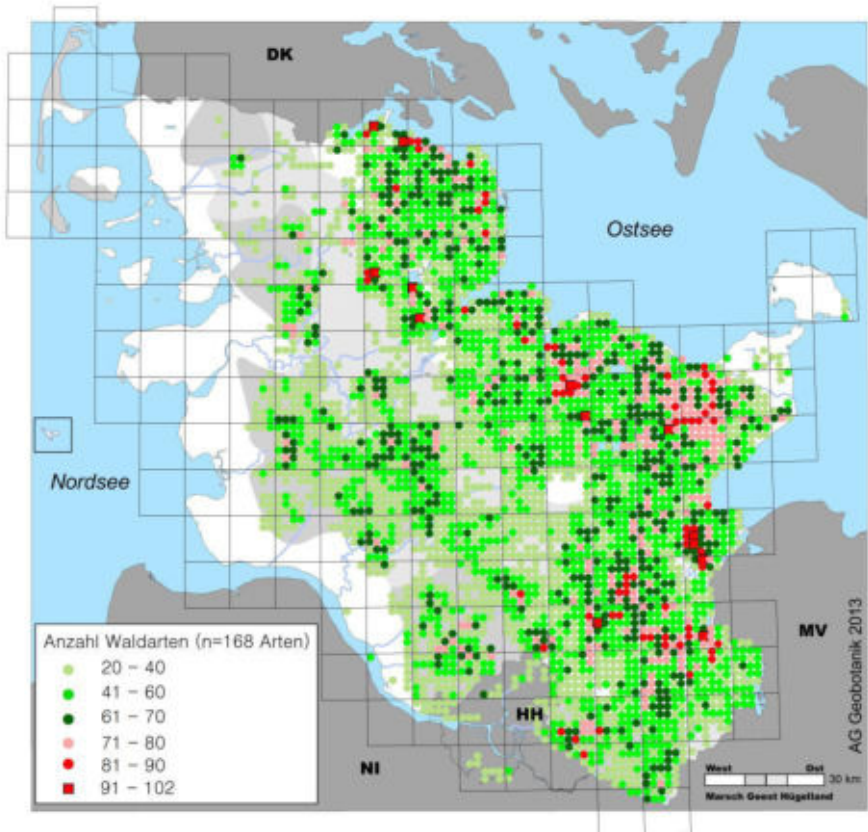 DK
Ostsee
Nordsee
MV
HH
NI
Anzahl Waldarten (n=168 Arten)
20 – 40
41 – 60
61 – 70
71 – 80
81 – 90
91 – 102
West Ost
30 km
Marsch Geest Hügelland
AG Geobotanik 2013